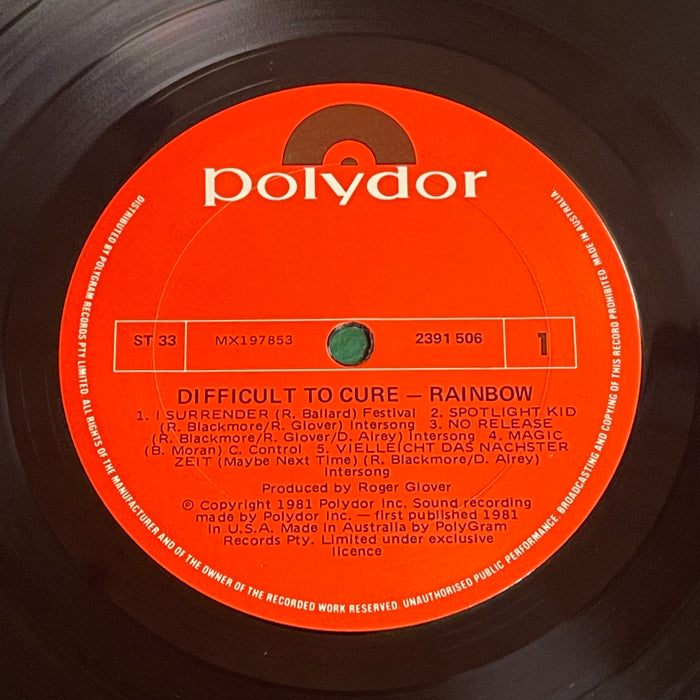 polydor
ST 33
MX197853
2391 506
1
DIFFICULT TO CURE — RAINBOW
1. I SURRENDER (R. Ballard) Festival 2. SPOTLIGHT KID
(R. Blackmore/R. Glover) Intersong 3. NO RELEASE
(R. Blackmore/R. Glover/D. Alrey) Intersong 4. MAGIC
(B. Moran) C. Control 5. VIELLEICHT DAS NACHSTER
ZEIT (Maybe Next Time) (R. Blackmore/D. Alrey)
Intersong
Produced by Roger Glover
℗ Copyright 1981 Polydor Inc. Sound recording
made by Polydor Inc. — first published 1981
in U.S.A. Made in Australia by PolyGram
Records Pty. Limited under exclusive
licence
DISTRIBUTED BY POLYGRAM RECORDS PTY. LIMITED. ALL RIGHTS OF THE MANUFACTURER AND OF THE OWNER OF THE RECORDED WORK RESERVED. UNAUTHORISED PUBLIC PERFORMANCE, BROADCASTING AND COPYING OF THIS RECORD PROHIBITED MADE IN AUSTRALIA